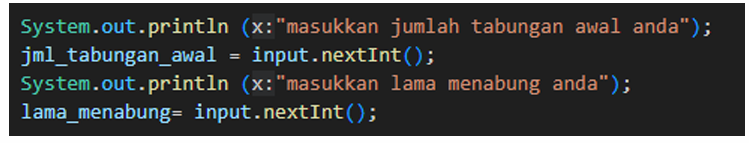 System.out.println (x:"masukkan jumlah tabungan awal anda");
jml_tabungan_awal = input.nextInt();
System.out.println (x:"masukkan lama menabung anda");
lama_menabung= input.nextInt();